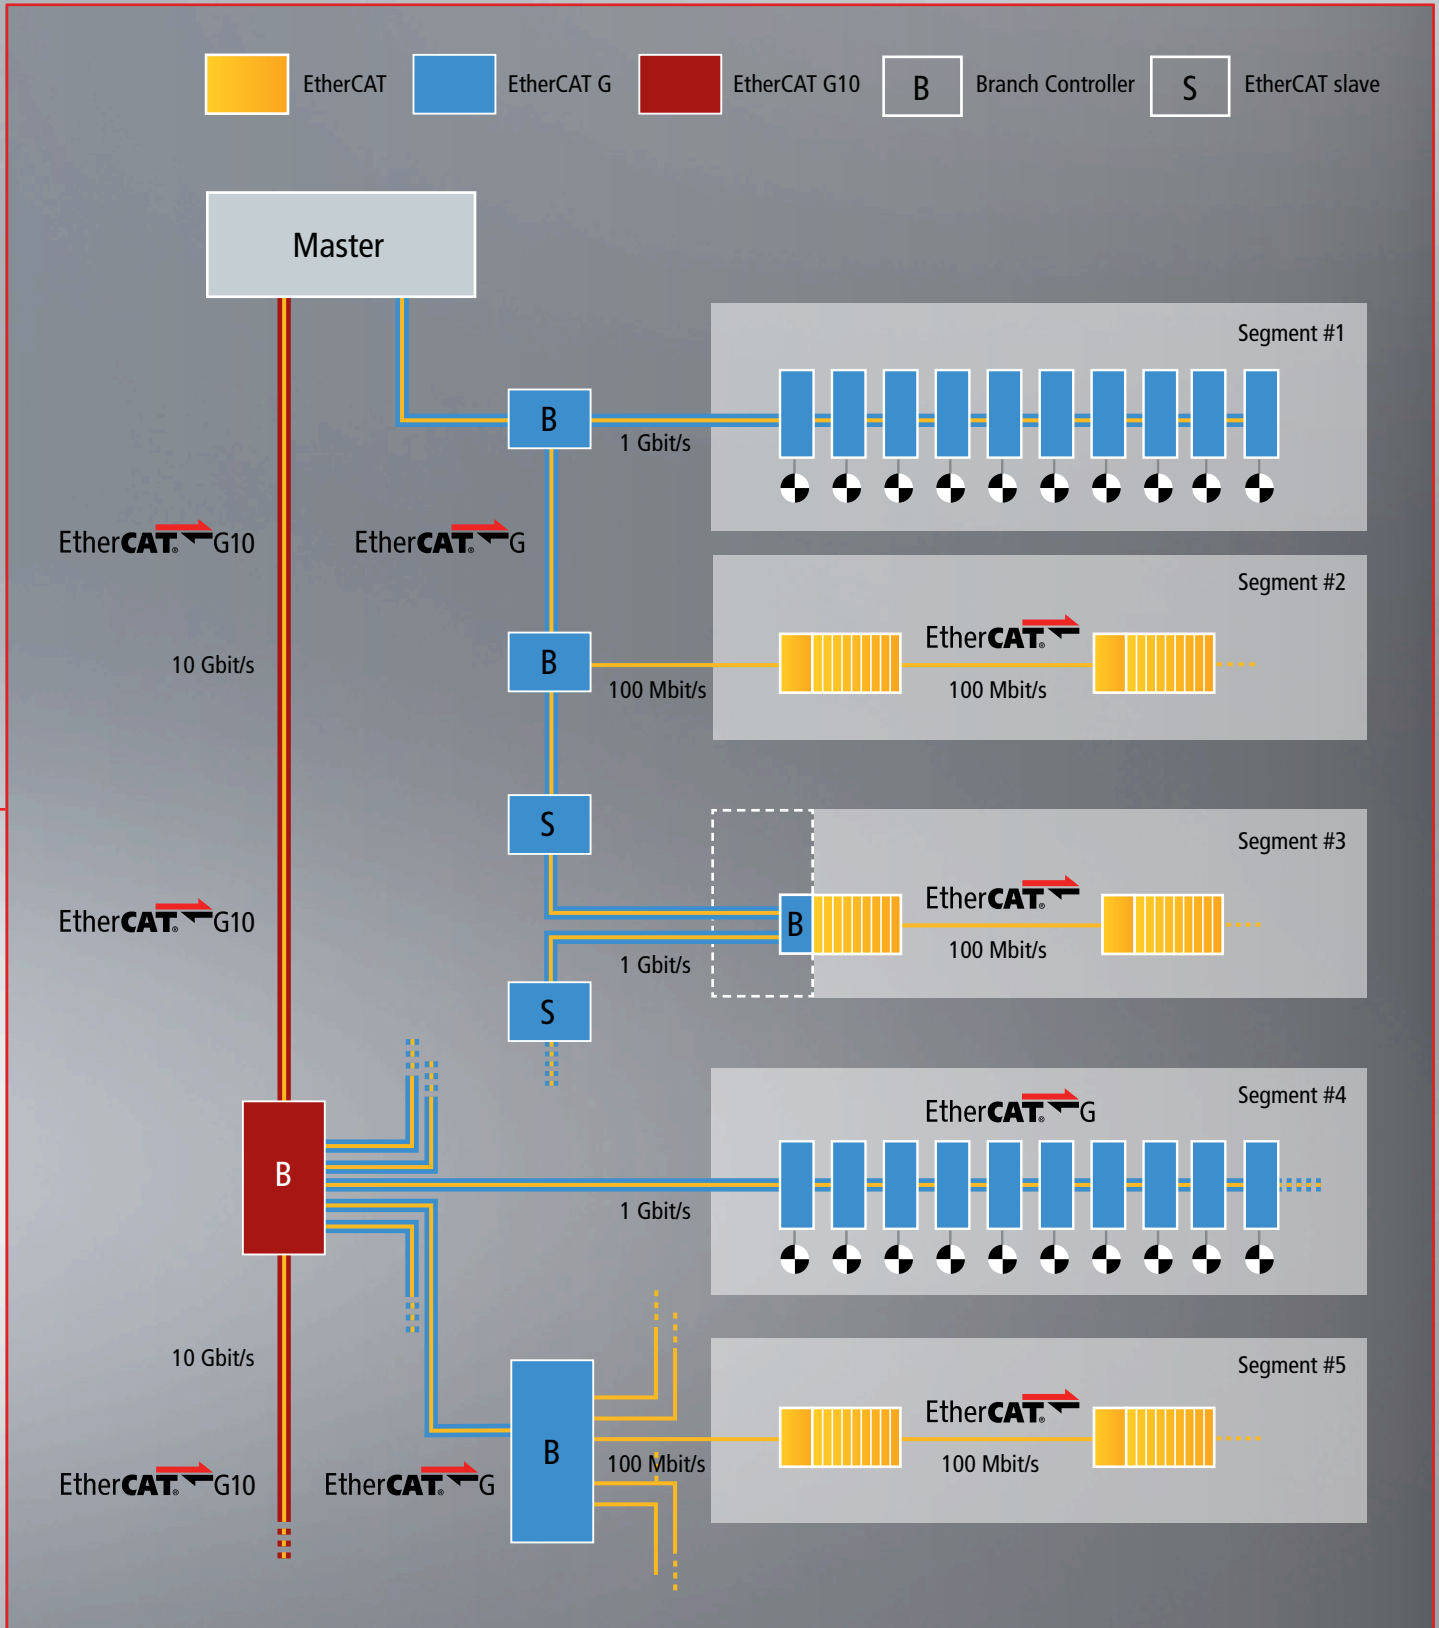 EtherCAT
EtherCAT G
EtherCAT G10
B
Branch Controller
S
EtherCAT slave
Master
Segment #1
B
1 Gbit/s
EtherCAT® G10
EtherCAT® G
Segment #2
EtherCAT®
B
10 Gbit/s
100 Mbit/s
100 Mbit/s
S
Segment #3
EtherCAT®
EtherCAT® G10
B
100 Mbit/s
1 Gbit/s
S
Segment #4
EtherCAT® G
B
1 Gbit/s
10 Gbit/s
Segment #5
EtherCAT®
B
100 Mbit/s
100 Mbit/s
EtherCAT® G10
EtherCAT® G